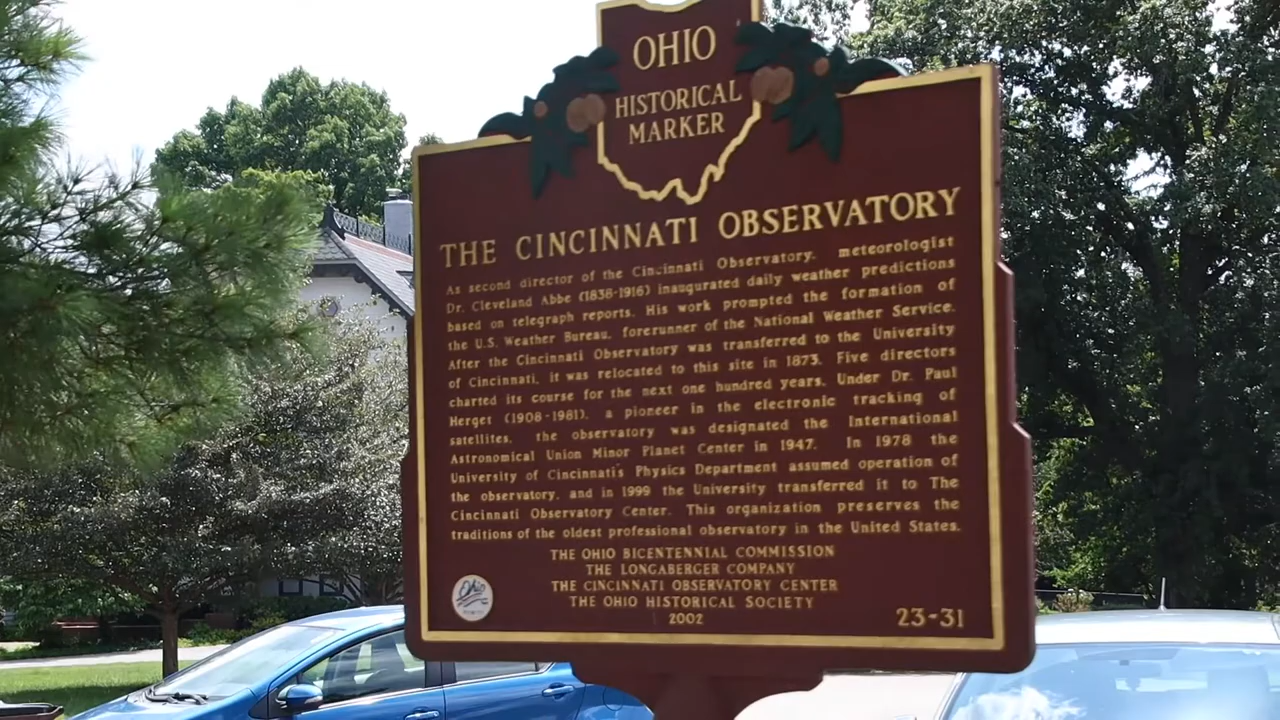 OHIO
HISTORICAL
MARKER
THE CINCINNATI OBSERVATORY
As second director of the Cincinnati Observatory, meteorologist
Dr. Cleveland Abbe (1838-1916) inaugurated daily weather predictions
based on telegraph reports. His work prompted the formation of
the U.S. Weather Bureau, forerunner of the National Weather Service.
After the Cincinnati Observatory was transferred to the University
of Cincinnati, it was relocated to this site in 1873. Five directors
charted its course for the next one hundred years. Under Dr. Paul
Herget (1908-1981), a pioneer in the electronic tracking of
satellites, the observatory was designated the International
Astronomical Union Minor Planet Center in 1947. In 1978 the
University of Cincinnati's Physics Department assumed operation of
the observatory, and in 1999 the University transferred it to The
Cincinnati Observatory Center. This organization preserves the
traditions of the oldest professional observatory in the United States.
THE OHIO BICENTENNIAL COMMISSION
THE LONGABERGER COMPANY
THE CINCINNATI OBSERVATORY CENTER
THE OHIO HISTORICAL SOCIETY
2002
23-31
Ohio